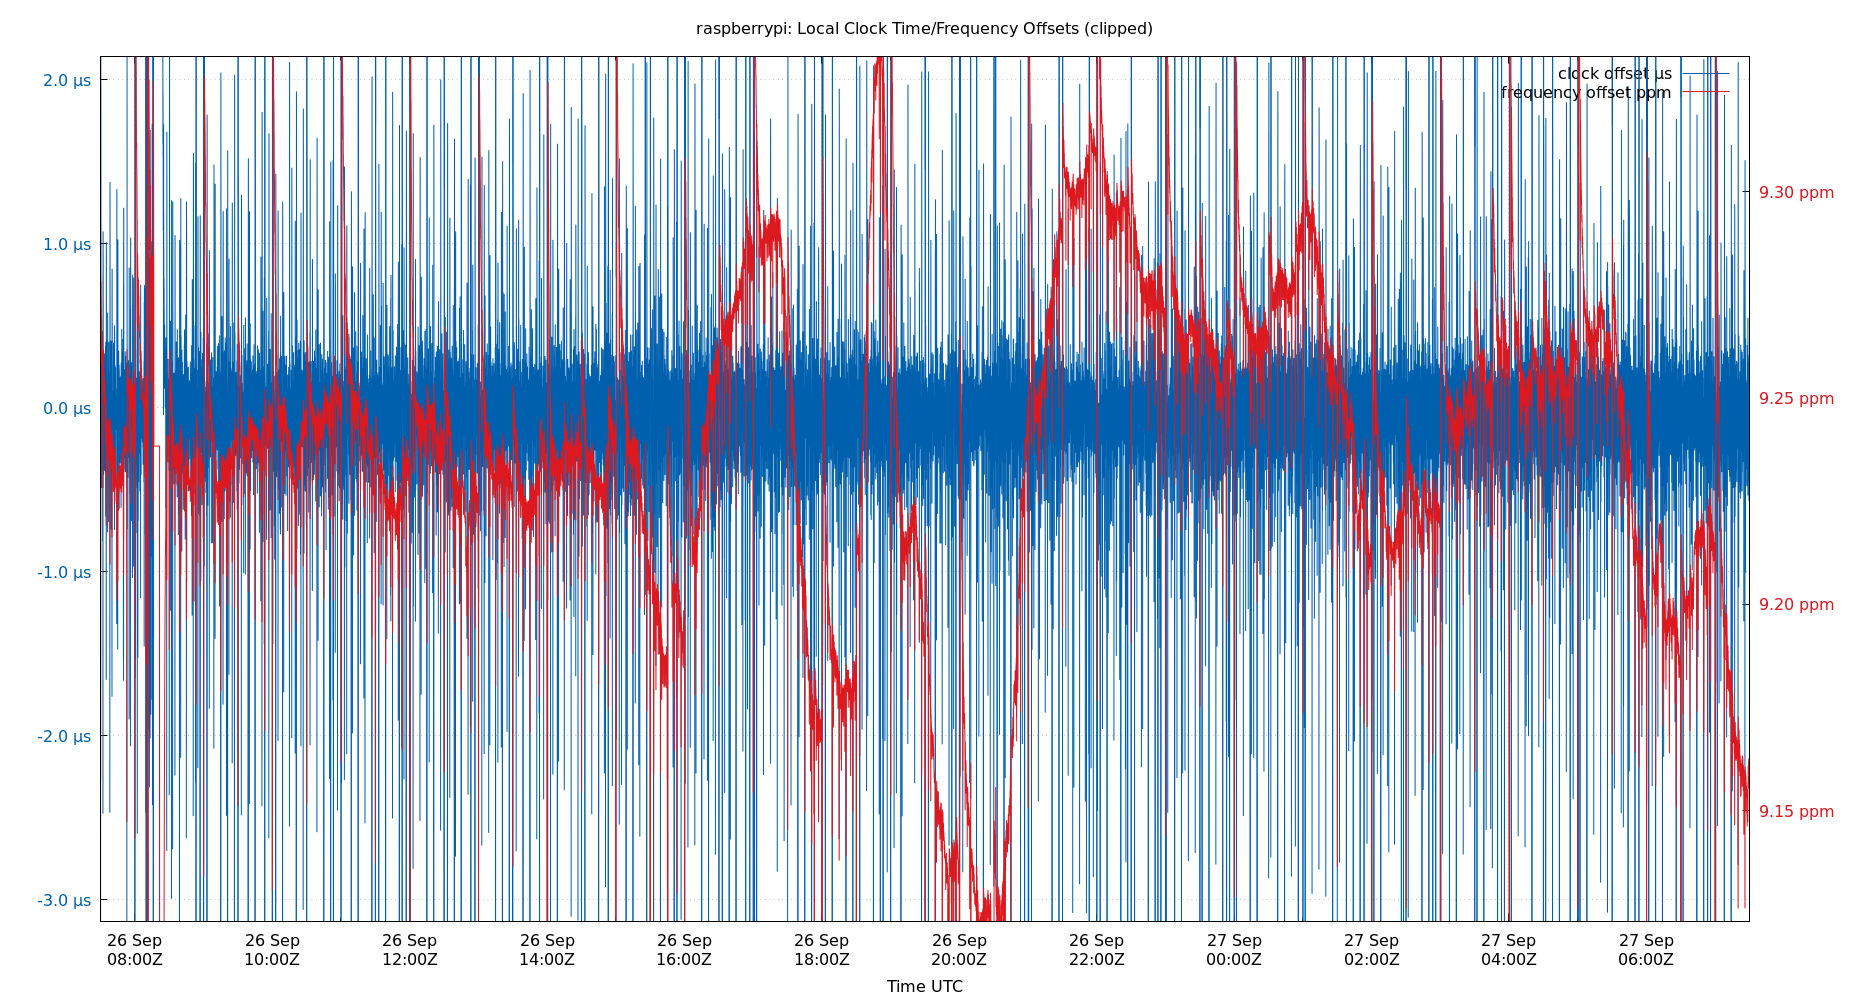 raspberrypi: Local Clock Time/Frequency Offsets (clipped)
clock offset µs
frequency offset ppm
2.0 µs
1.0 µs
0.0 µs
-1.0 µs
-2.0 µs
-3.0 µs
9.30 ppm
9.25 ppm
9.20 ppm
9.15 ppm
26 Sep 26 Sep 26 Sep 26 Sep 26 Sep 26 Sep 26 Sep 26 Sep 27 Sep 27 Sep 27 Sep 27 Sep
08:00Z 10:00Z 12:00Z 14:00Z 16:00Z 18:00Z 20:00Z 22:00Z 00:00Z 02:00Z 04:00Z 06:00Z
Time UTC